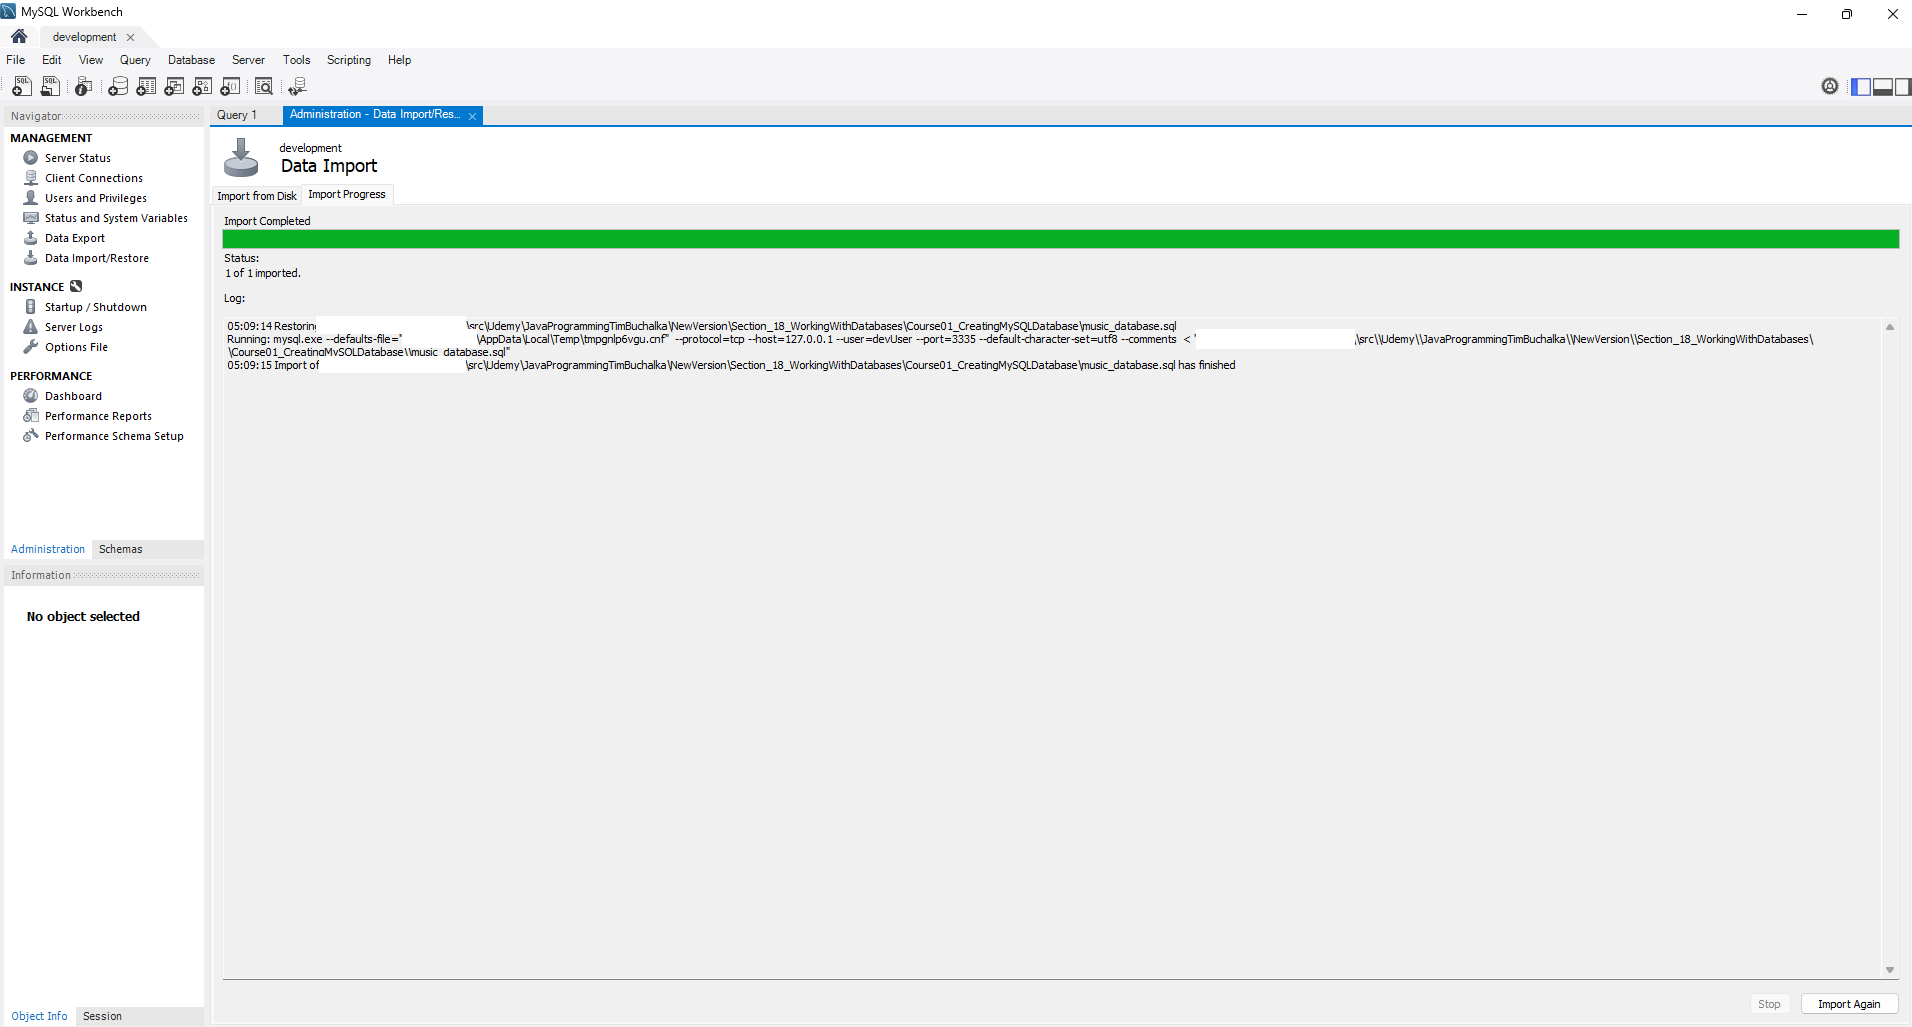 MySQL Workbench
development
File Edit View Query Database Server Tools Scripting Help
Navigator
MANAGEMENT
Server Status
Client Connections
Users and Privileges
Status and System Variables
Data Export
Data Import/Restore
INSTANCE
Startup / Shutdown
Server Logs
Options File
PERFORMANCE
Dashboard
Performance Reports
Performance Schema Setup
Administration Schemas
Information
No object selected
Object Info Session
Query 1 Administration - Data Import/Res...
development
Data Import
Import from Disk Import Progress
Import Completed
Status:
1 of 1 imported.
Log:
05:09:14 Restoring \src\Udemy\JavaProgrammingTimBuchalka\NewVersion\Section_18_WorkingWithDatabases\Course01_CreatingMySQLDatabase\music_database.sql
Running: mysql.exe --defaults-file=" \AppData\Local\Temp\tmpgnlp6vgu.cnf" --protocol=tcp --host=127.0.0.1 --user=devUser --port=3335 --default-character-set=utf8 --comments < " \src\\Udemy\\JavaProgrammingTimBuchalka\\NewVersion\\Section_18_WorkingWithDatabases\
\Course01_CreatingMySQLDatabase\\music_database.sql"
05:09:15 Import of \src\Udemy\JavaProgrammingTimBuchalka\NewVersion\Section_18_WorkingWithDatabases\Course01_CreatingMySQLDatabase\music_database.sql has finished
Stop Import Again